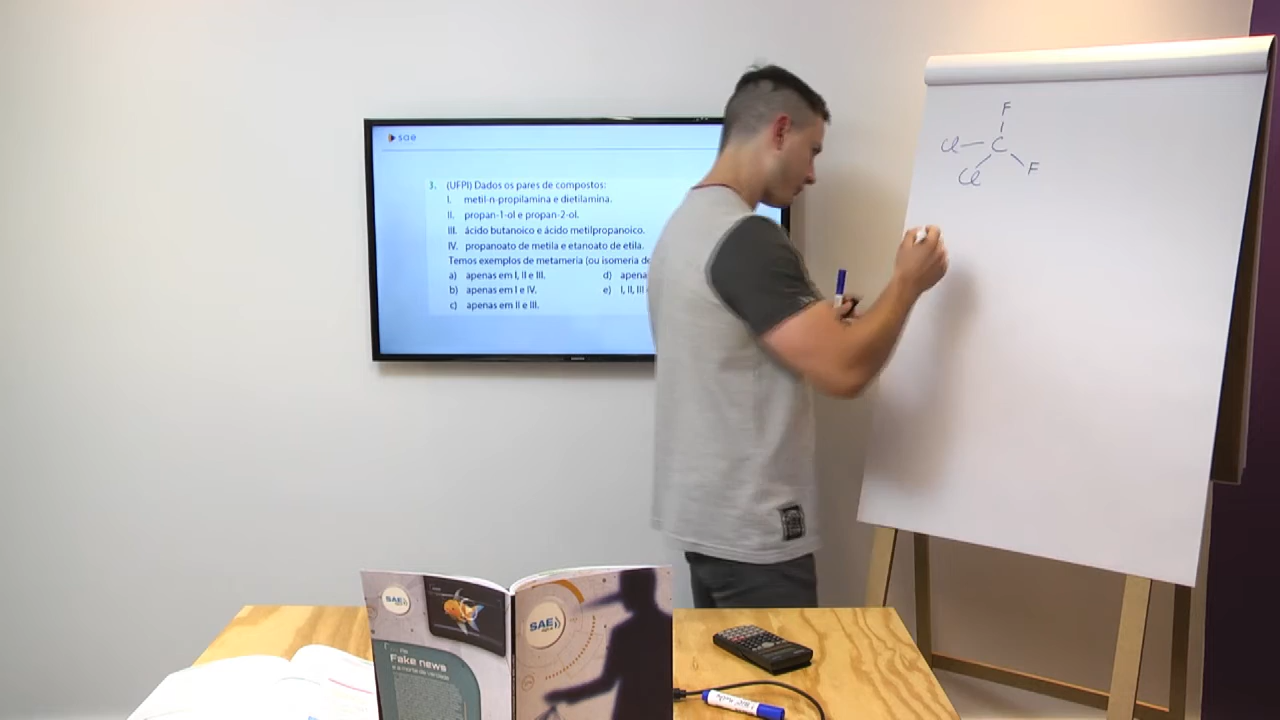 sae
3. (UFPI) Dados os pares de compostos:
I. metil-n-propilamina e dietilamina.
II. propan-1-ol e propan-2-ol.
III. ácido butanoico e ácido metilpropanoico.
IV. propanoato de metila e etanoato de etila.
Temos exemplos de metameria (ou isomeria de
a) apenas em I, II e III.
b) apenas em I e IV.
c) apenas em II e III.
d) apena
e) I, II, III
F
Cl — C
Cl F
SAE
Fake news
e a morte da verdade
SAE